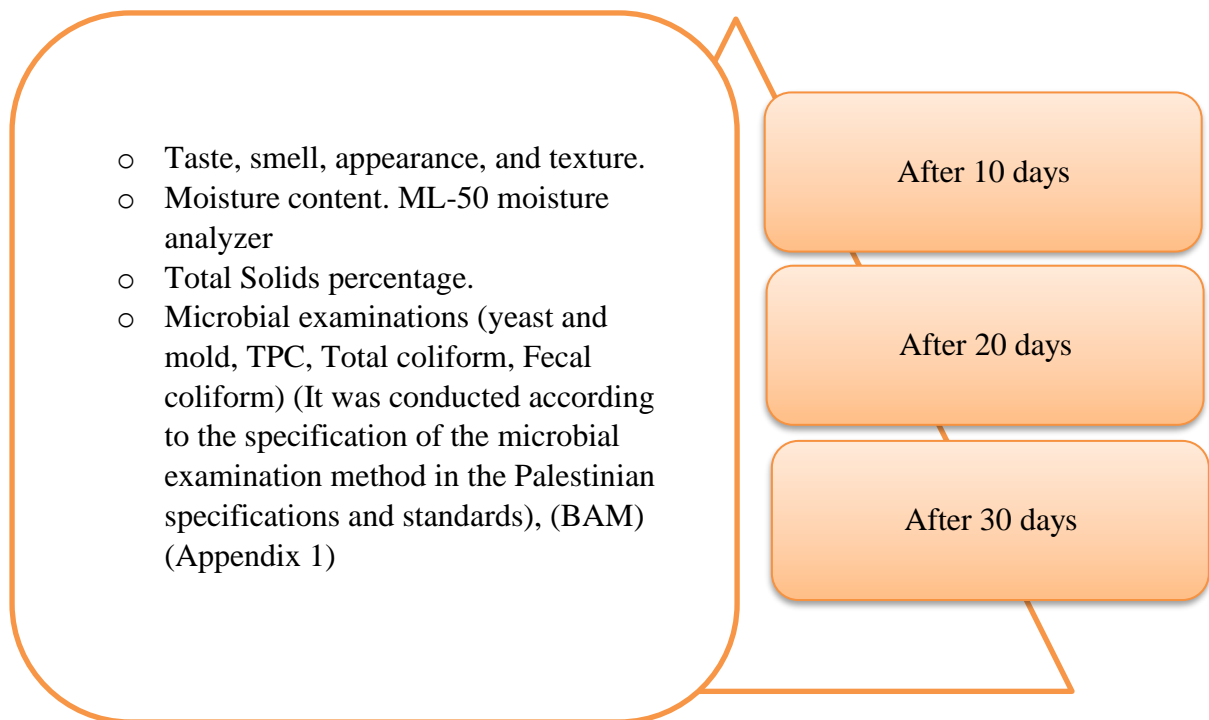 o Taste, smell, appearance, and texture.
o Moisture content. ML-50 moisture
analyzer
o Total Solids percentage.
o Microbial examinations (yeast and
mold, TPC, Total coliform, Fecal
coliform) (It was conducted according
to the specification of the microbial
examination method in the Palestinian
specifications and standards), (BAM)
(Appendix 1)
After 10 days
After 20 days
After 30 days